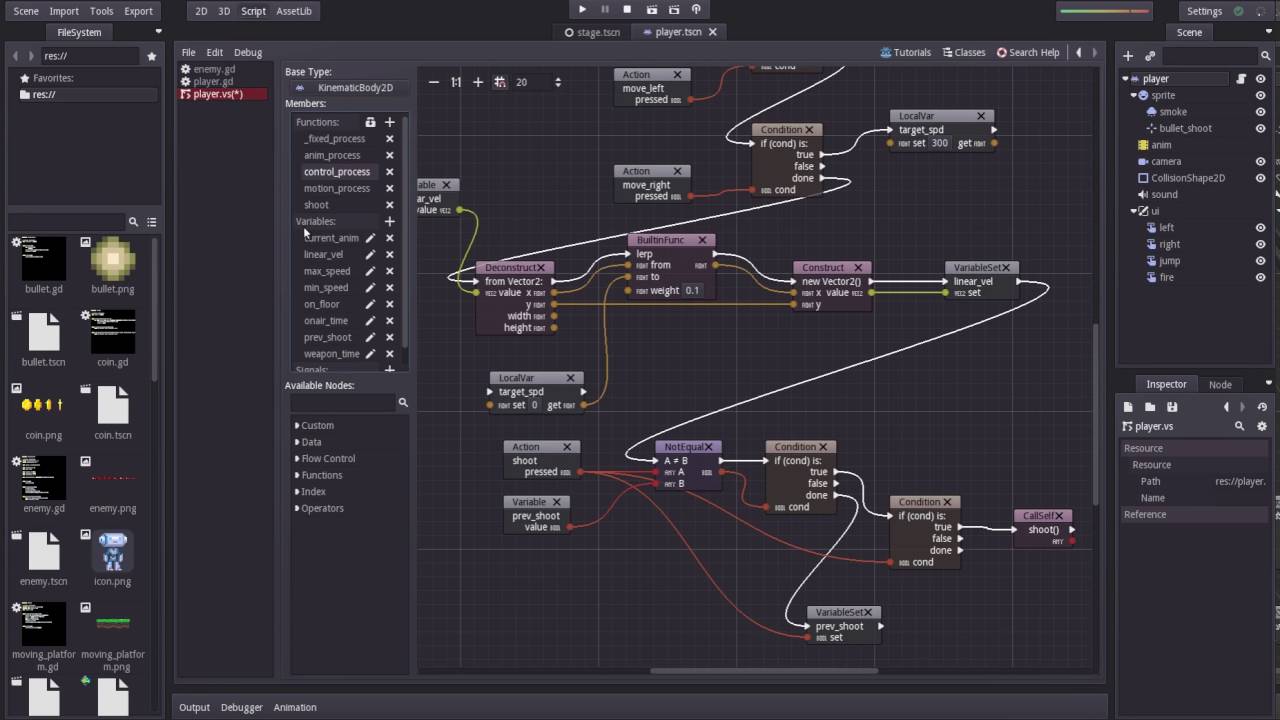 Scene Import Tools Export
2D 3D Script AssetLib
Settings
FileSystem
res://
Favorites:
res://
bullet.gd bullet.png
bullet.tscn coin.gd
coin.png coin.tscn
enemy.gd enemy.png
enemy.tscn icon.png
moving_platfor
m.gd
moving_platfor
m.png
stage.tscn
player.tscn
File Edit Debug
Tutorials Classes Search Help
enemy.gd
player.gd
player.vs(*)
Base Type:
KinematicBody2D
Members:
Functions:
_fixed_process
anim_process
control_process
motion_process
shoot
Variables:
current_anim
linear_vel
max_speed
min_speed
on_floor
onair_time
prev_shoot
weapon_time
Signals:
Available Nodes:
Custom
Data
Flow Control
Functions
Index
Operators
1:1
20
Action
move_left
pressed
cond
Condition
if (cond) is:
true
false
done
cond
LocalVar
target_spd
set 300 get
Action
move_right
pressed
able
ar_vel
alue
Deconstruct
from Vector2:
value x
y
width
height
BuiltinFunc
lerp
from
to
weight 0.1
Construct
new Vector2()
x value
y
VariableSet
linear_vel
set
LocalVar
target_spd
set 0 get
Action
shoot
pressed
Variable
prev_shoot
value
NotEqual
A ≠ B
A
B
Condition
if (cond) is:
true
false
done
cond
Condition
if (cond) is:
true
false
done
cond
CallSelf
shoot()
VariableSet
prev_shoot
set
Output Debugger Animation
Scene
player
sprite
smoke
bullet_shoot
anim
camera
CollisionShape2D
sound
ui
left
right
jump
fire
Inspector Node
player.vs
Resource
Resource
Path res://player.
Name
Reference